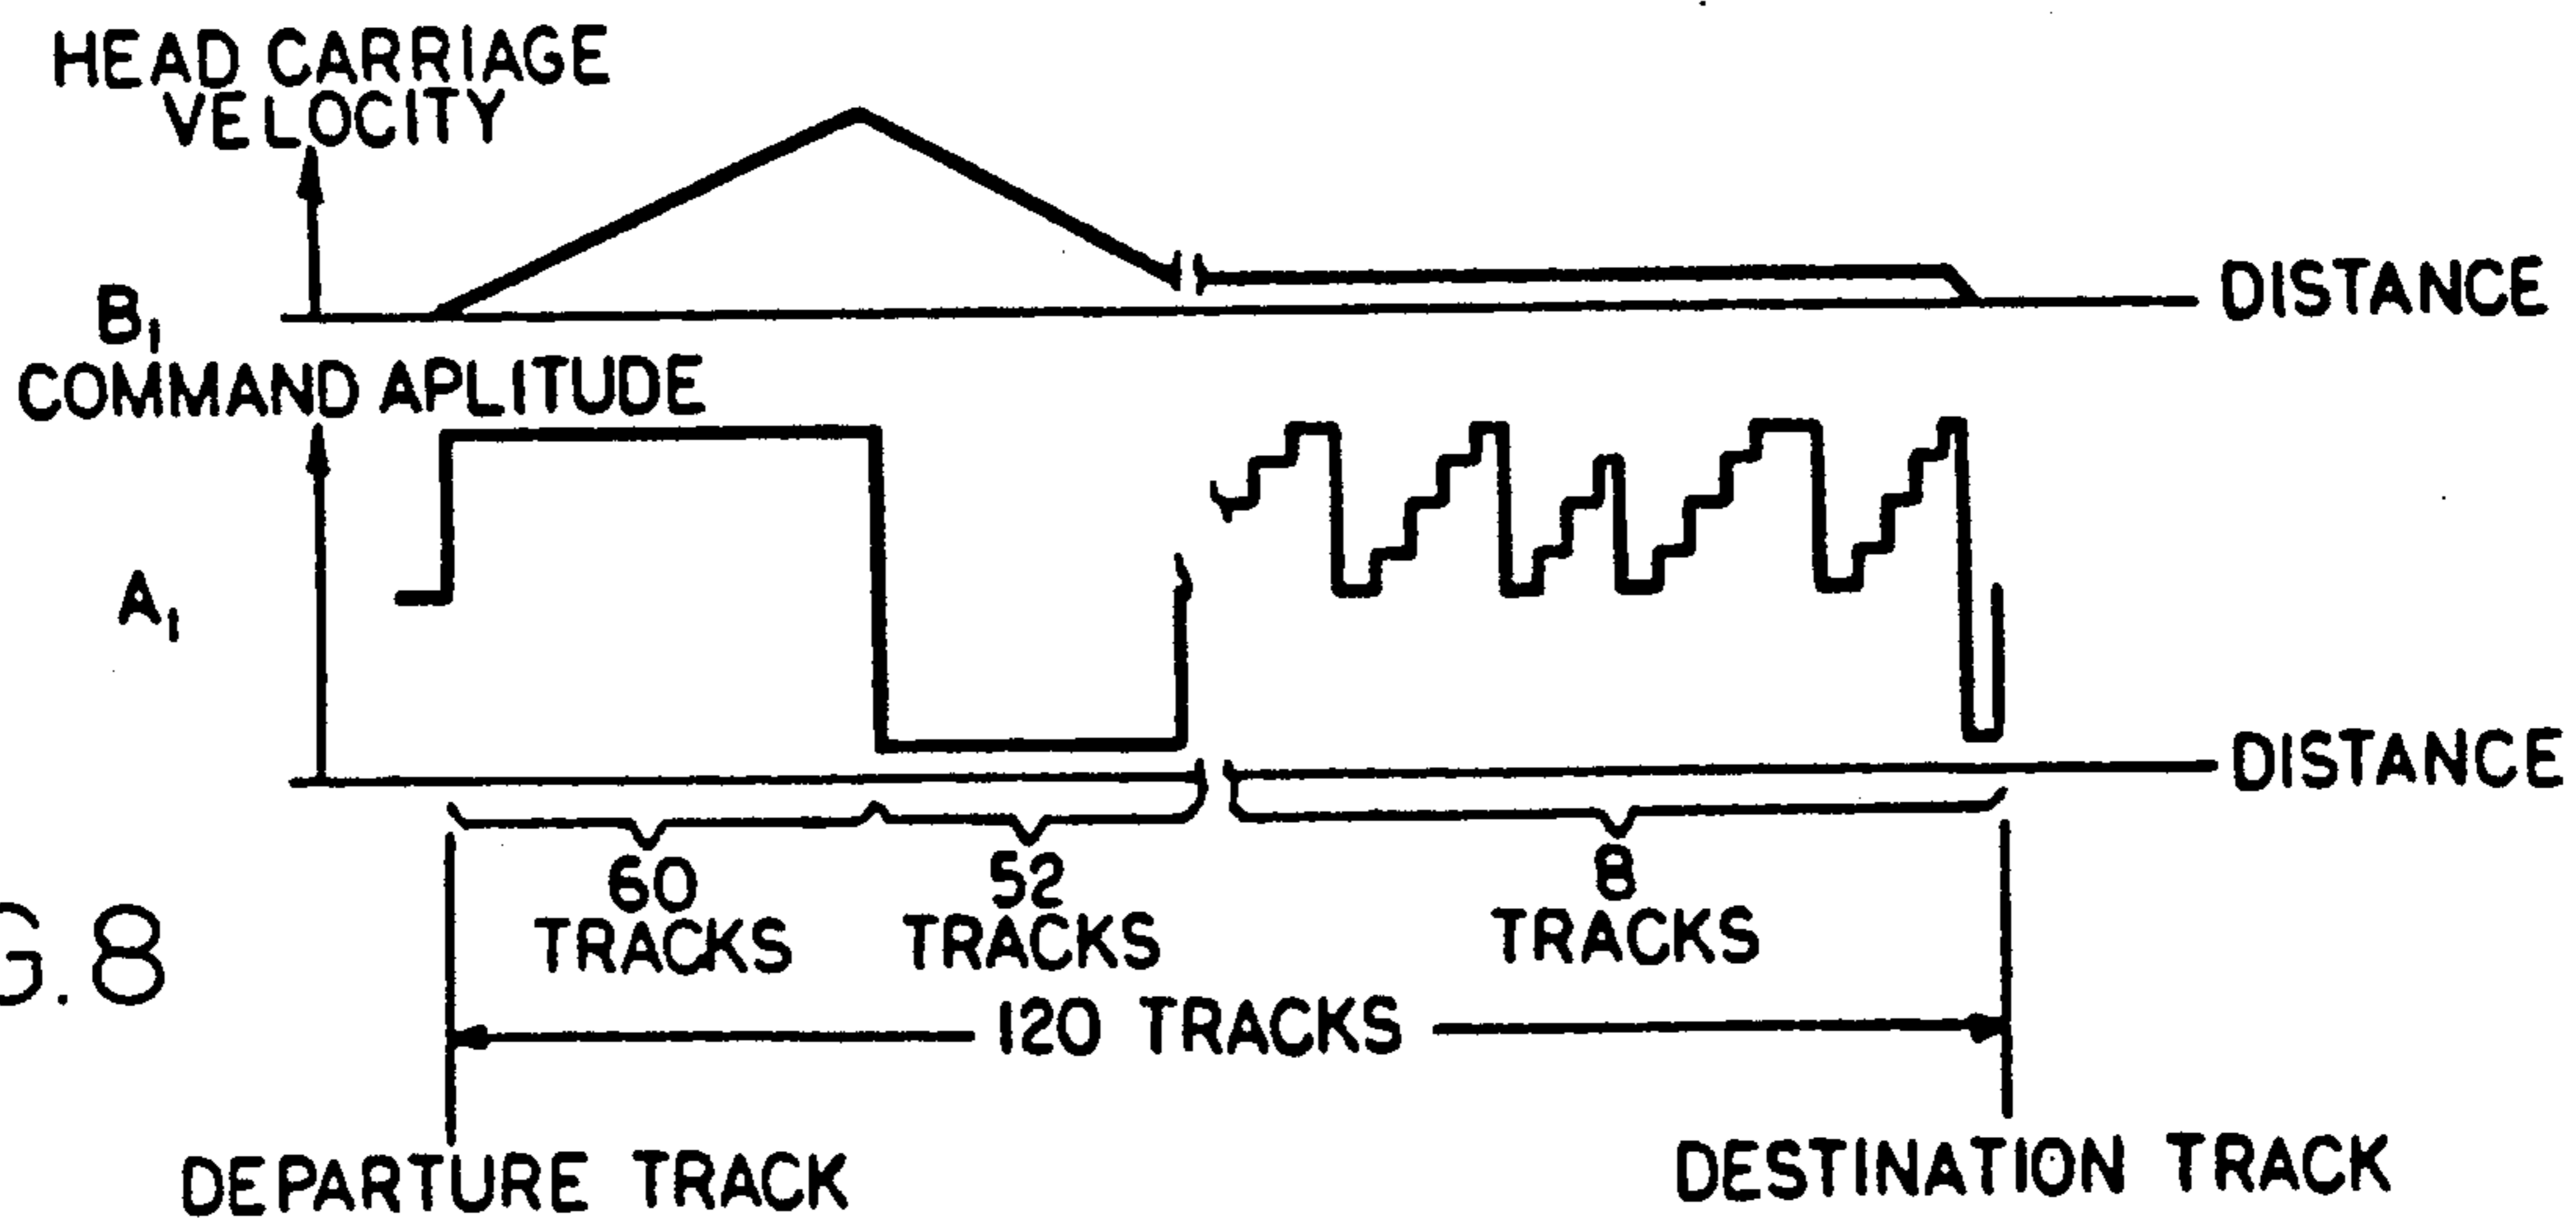 HEAD CARRIAGE
VELOCITY
B₁
DISTANCE
COMMAND APLITUDE
A₁
DISTANCE
60
TRACKS
52
TRACKS
8
TRACKS
G.8
120 TRACKS
DEPARTURE TRACK
DESTINATION TRACK